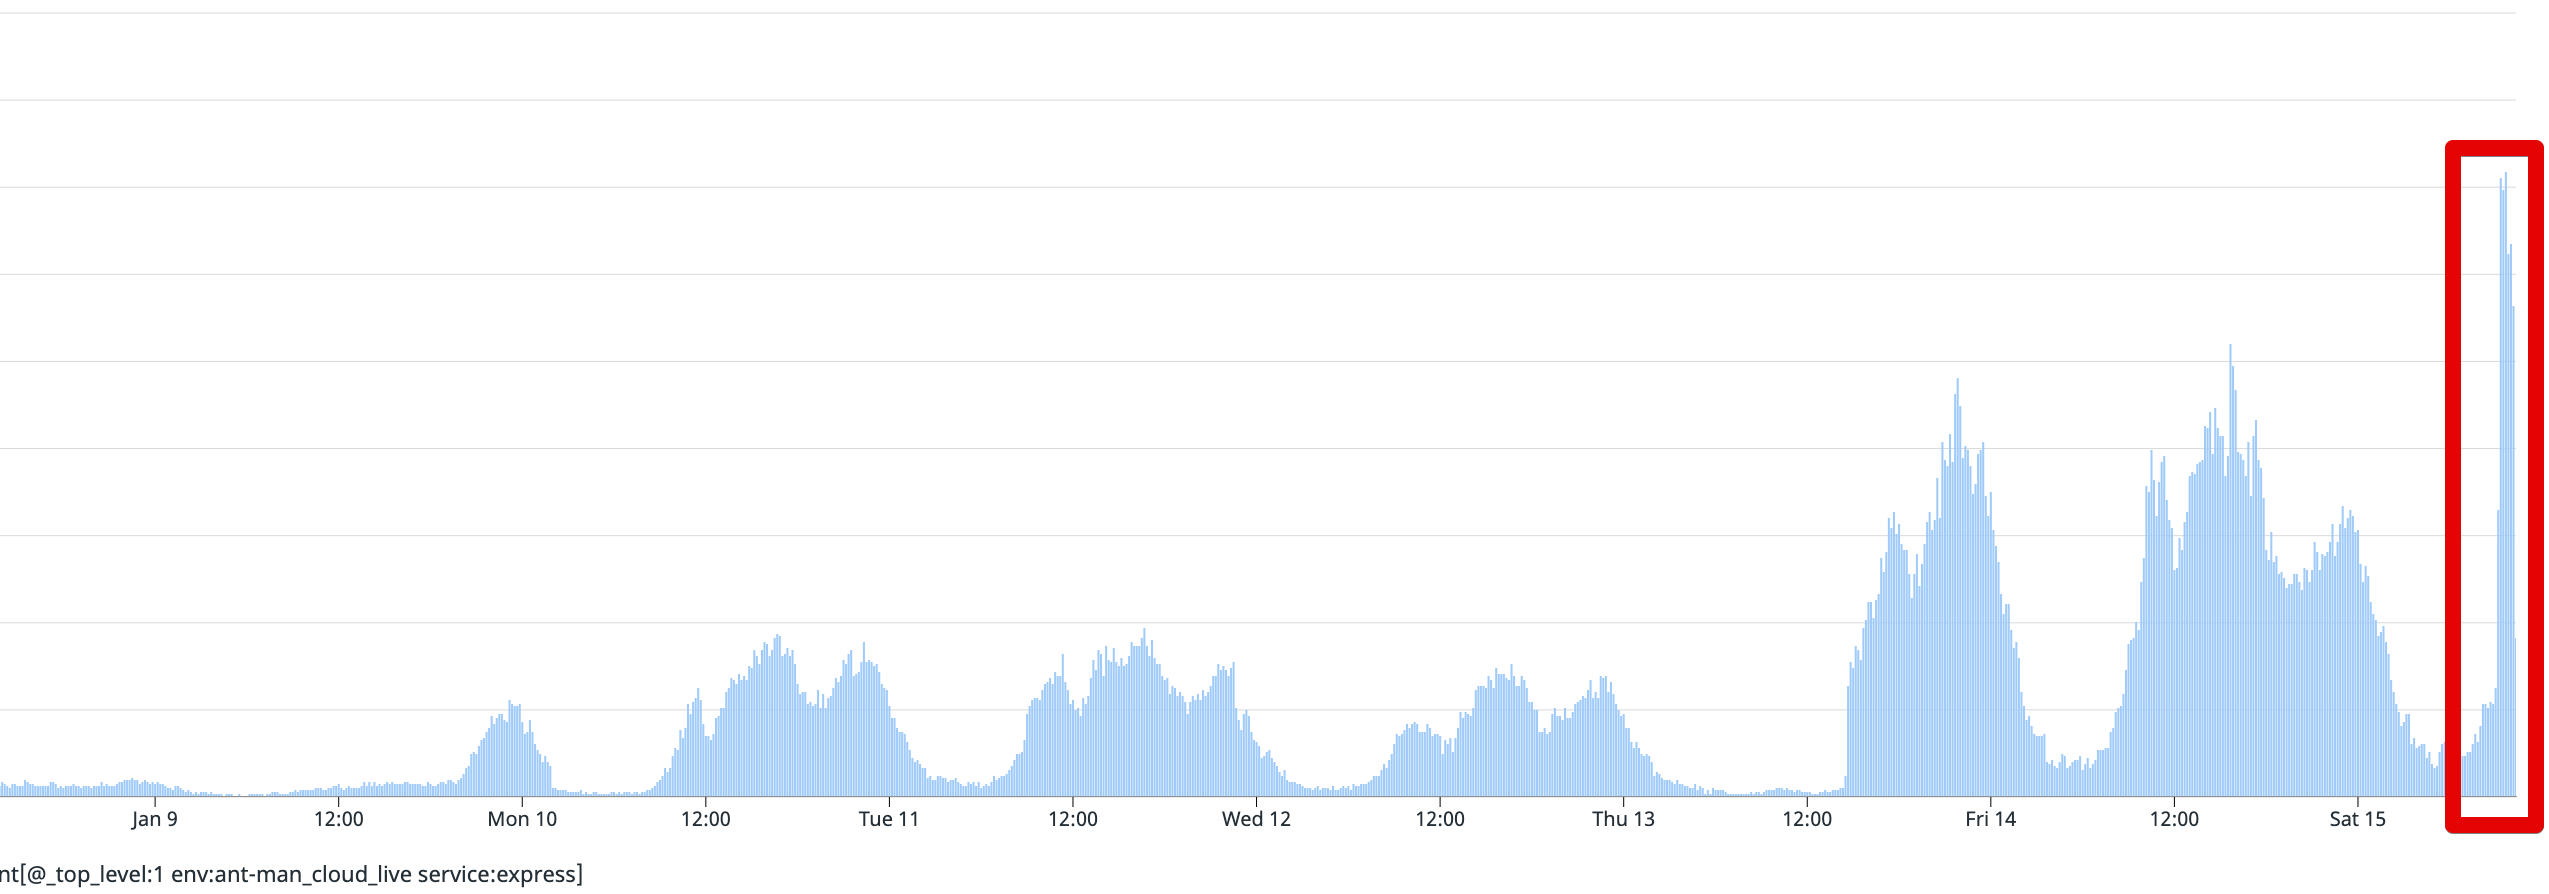 Jan 9 12:00 Mon 10 12:00 Tue 11 12:00 Wed 12 12:00 Thu 13 12:00 Fri 14 12:00 Sat 15
nt[@_top_level:1 env:ant-man_cloud_live service:express]